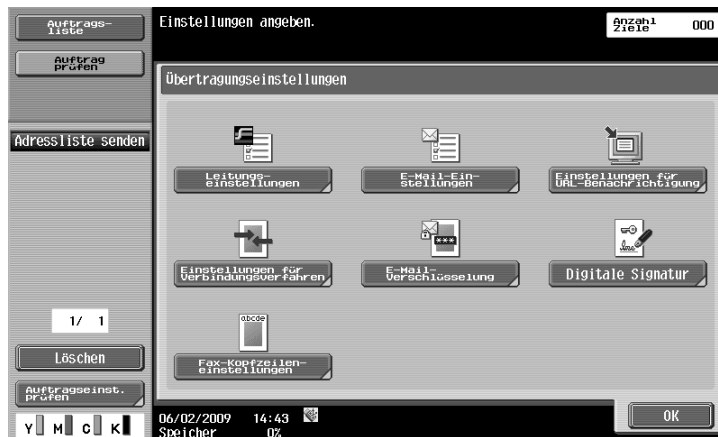 Auftrags-
liste
Auftrag
prüfen
Adressliste senden
1/ 1
Löschen
Auftragseinst.
prüfen
Y M C K
Einstellungen angeben.
Anzahl
Ziele 000
Übertragungseinstellungen
Leitungs-
einstellungen
E-Mail-Ein-
stellungen
Einstellungen für
URL-Benachrichtigung
Einstellungen für
Verbindungsverfahren
E-Mail-
Verschlüsselung
Digitale Signatur
abcde
Fax-Kopfzeilen-
einstellungen
06/02/2009 14:43
Speicher 0%
OK